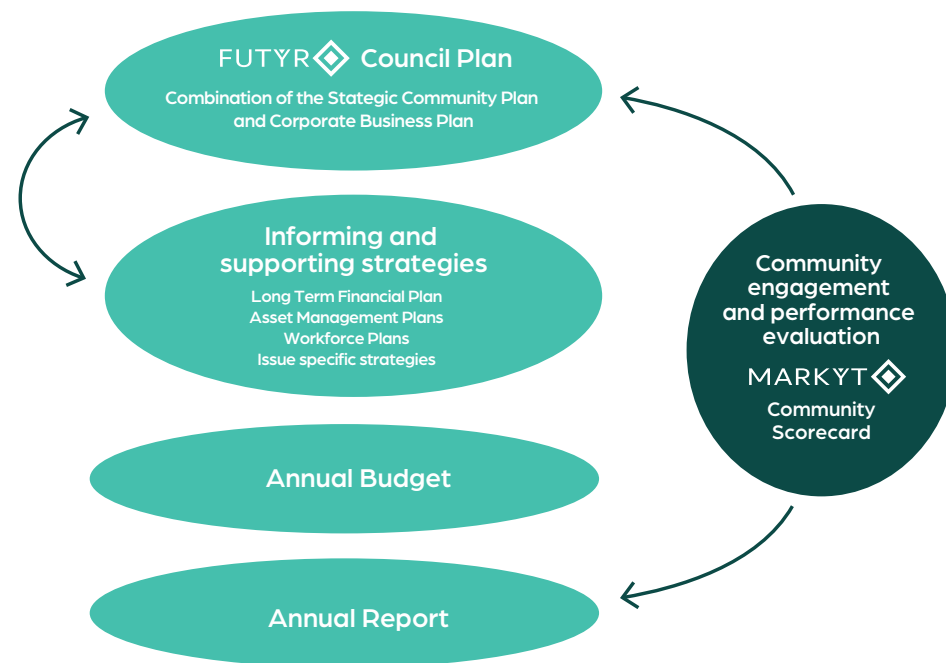 FUTYR Council Plan
Combination of the Stategic Community Plan
and Corporate Business Plan
Informing and
supporting strategies
Long Term Financial Plan
Asset Management Plans
Workforce Plans
Issue specific strategies
Annual Budget
Annual Report
Community
engagement
and performance
evaluation
MARKYT
Community
Scorecard